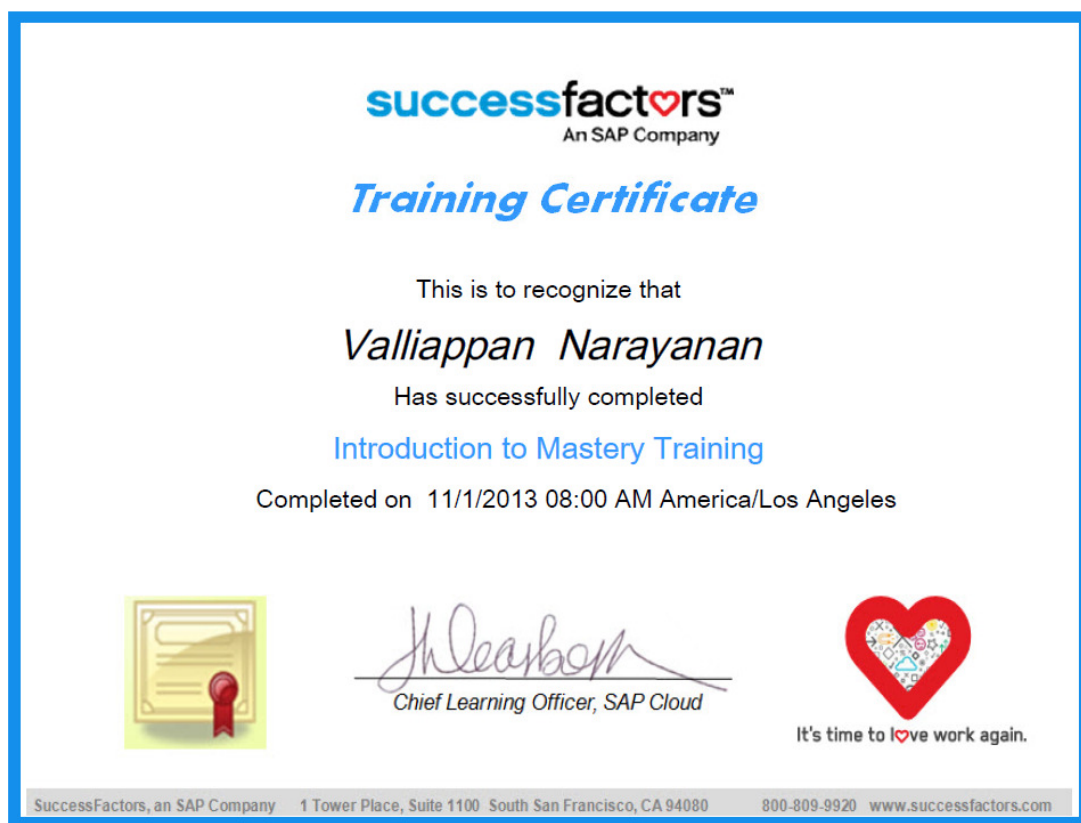 successfactors™
An SAP Company
Training Certificate
This is to recognize that
Valliappan Narayanan
Has successfully completed
Introduction to Mastery Training
Completed on 11/1/2013 08:00 AM America/Los Angeles
Chief Learning Officer, SAP Cloud
It's time to love work again.
SuccessFactors, an SAP Company 1 Tower Place, Suite 1100 South San Francisco, CA 94080 800-809-9920 www.successfactors.com